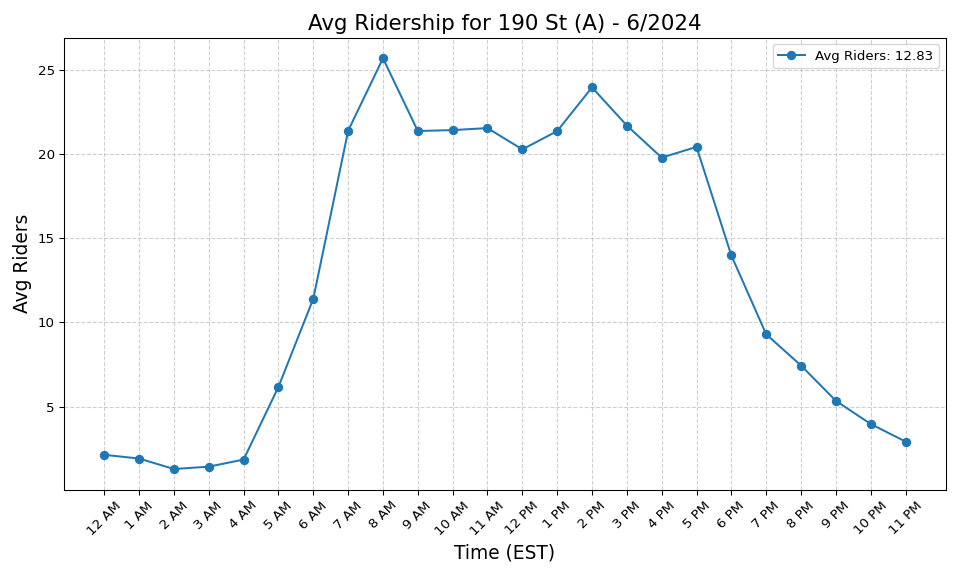 Avg Ridership for 190 St (A) - 6/2024
Avg Riders: 12.83
Avg Riders
25
20
15
10
5
12 AM
1 AM
2 AM
3 AM
4 AM
5 AM
6 AM
7 AM
8 AM
9 AM
10 AM
11 AM
12 PM
1 PM
2 PM
3 PM
4 PM
5 PM
6 PM
7 PM
8 PM
9 PM
10 PM
11 PM
Time (EST)